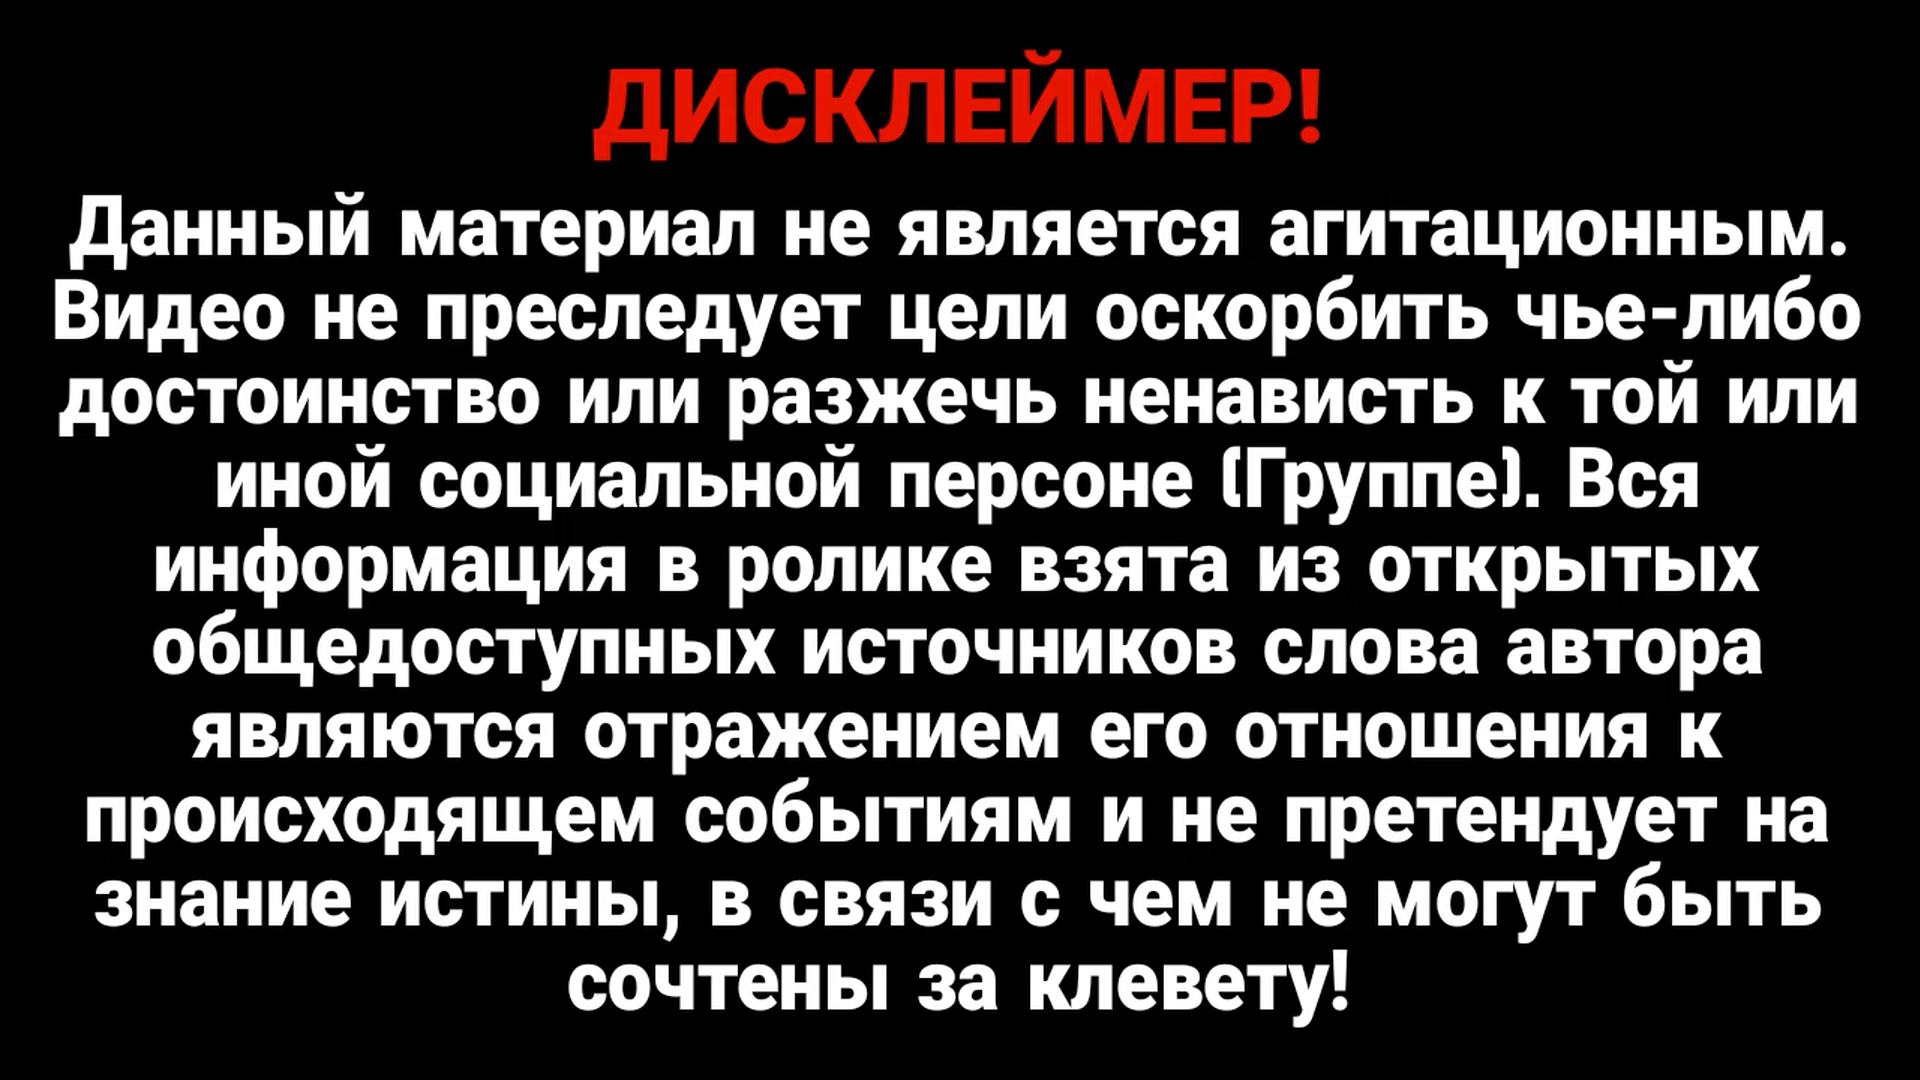 ДИСКЛЕЙМЕР!
Данный материал не является агитационным.
Видео не преследует цели оскорбить чье-либо
достоинство или разжечь ненависть к той или
иной социальной персоне (Группе). Вся
информация в ролике взята из открытых
общедоступных источников слова автора
являются отражением его отношения к
происходящем событиям и не претендует на
знание истины, в связи с чем не могут быть
сочтены за клевету!